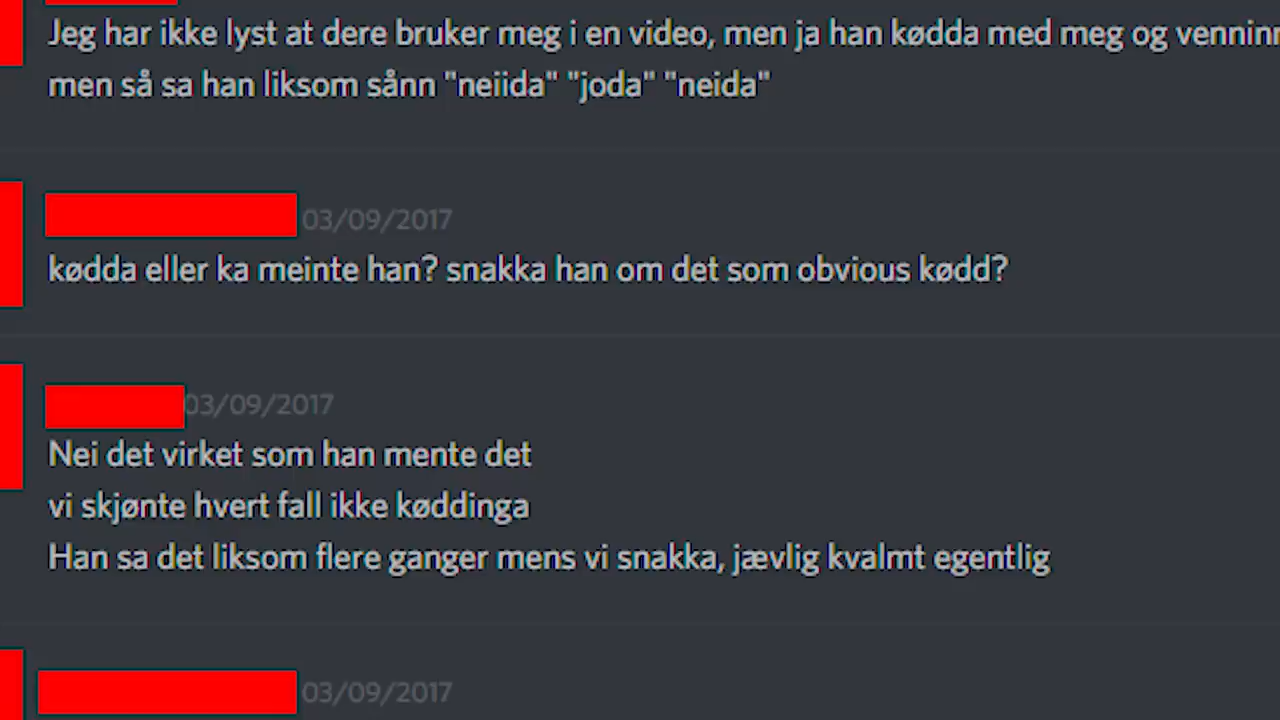 Jeg har ikke lyst at dere bruker meg i en video, men ja han kødda med meg og
men så sa han liksom sånn "neiida" "joda" "neida"
03/09/2017
kødda eller ka meinte han? snakka han om det som obvious kødd?
03/09/2017
Nei det virket som han mente det
vi skjønte hvert fall ikke køddinga
Han sa det liksom flere ganger mens vi snakka, jævlig kvalmt egentlig
03/09/2017